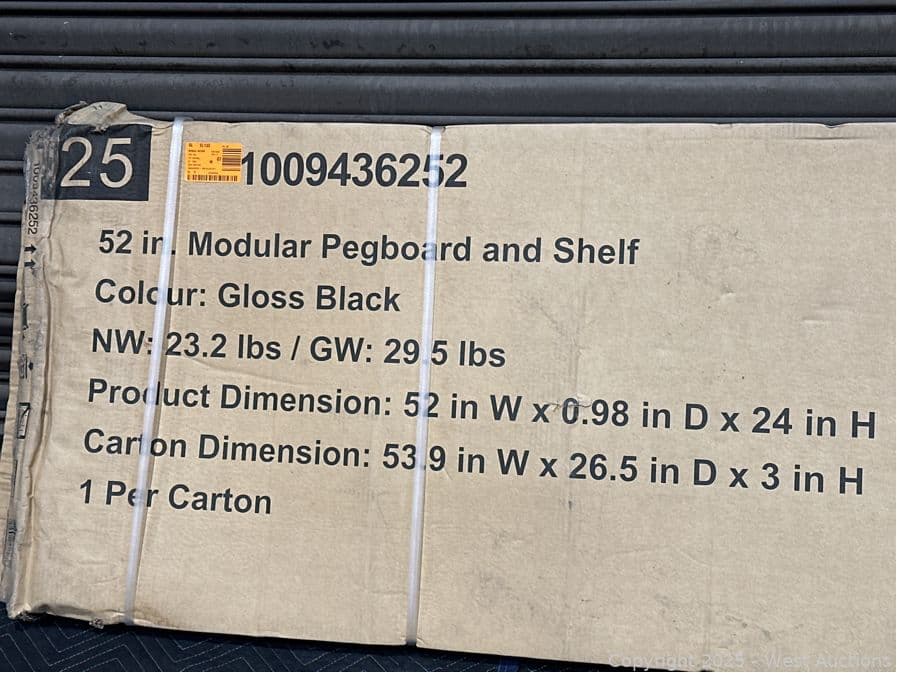 25
1009436252
52 in. Modular Pegboard and Shelf
Colour: Gloss Black
NW: 23.2 lbs / GW: 29.5 lbs
Product Dimension: 52 in W x 0.98 in D x 24 in H
Carton Dimension: 53.9 in W x 26.5 in D x 3 in H
1 Per Carton
1009436252
Copyright 2025 - West Auctions